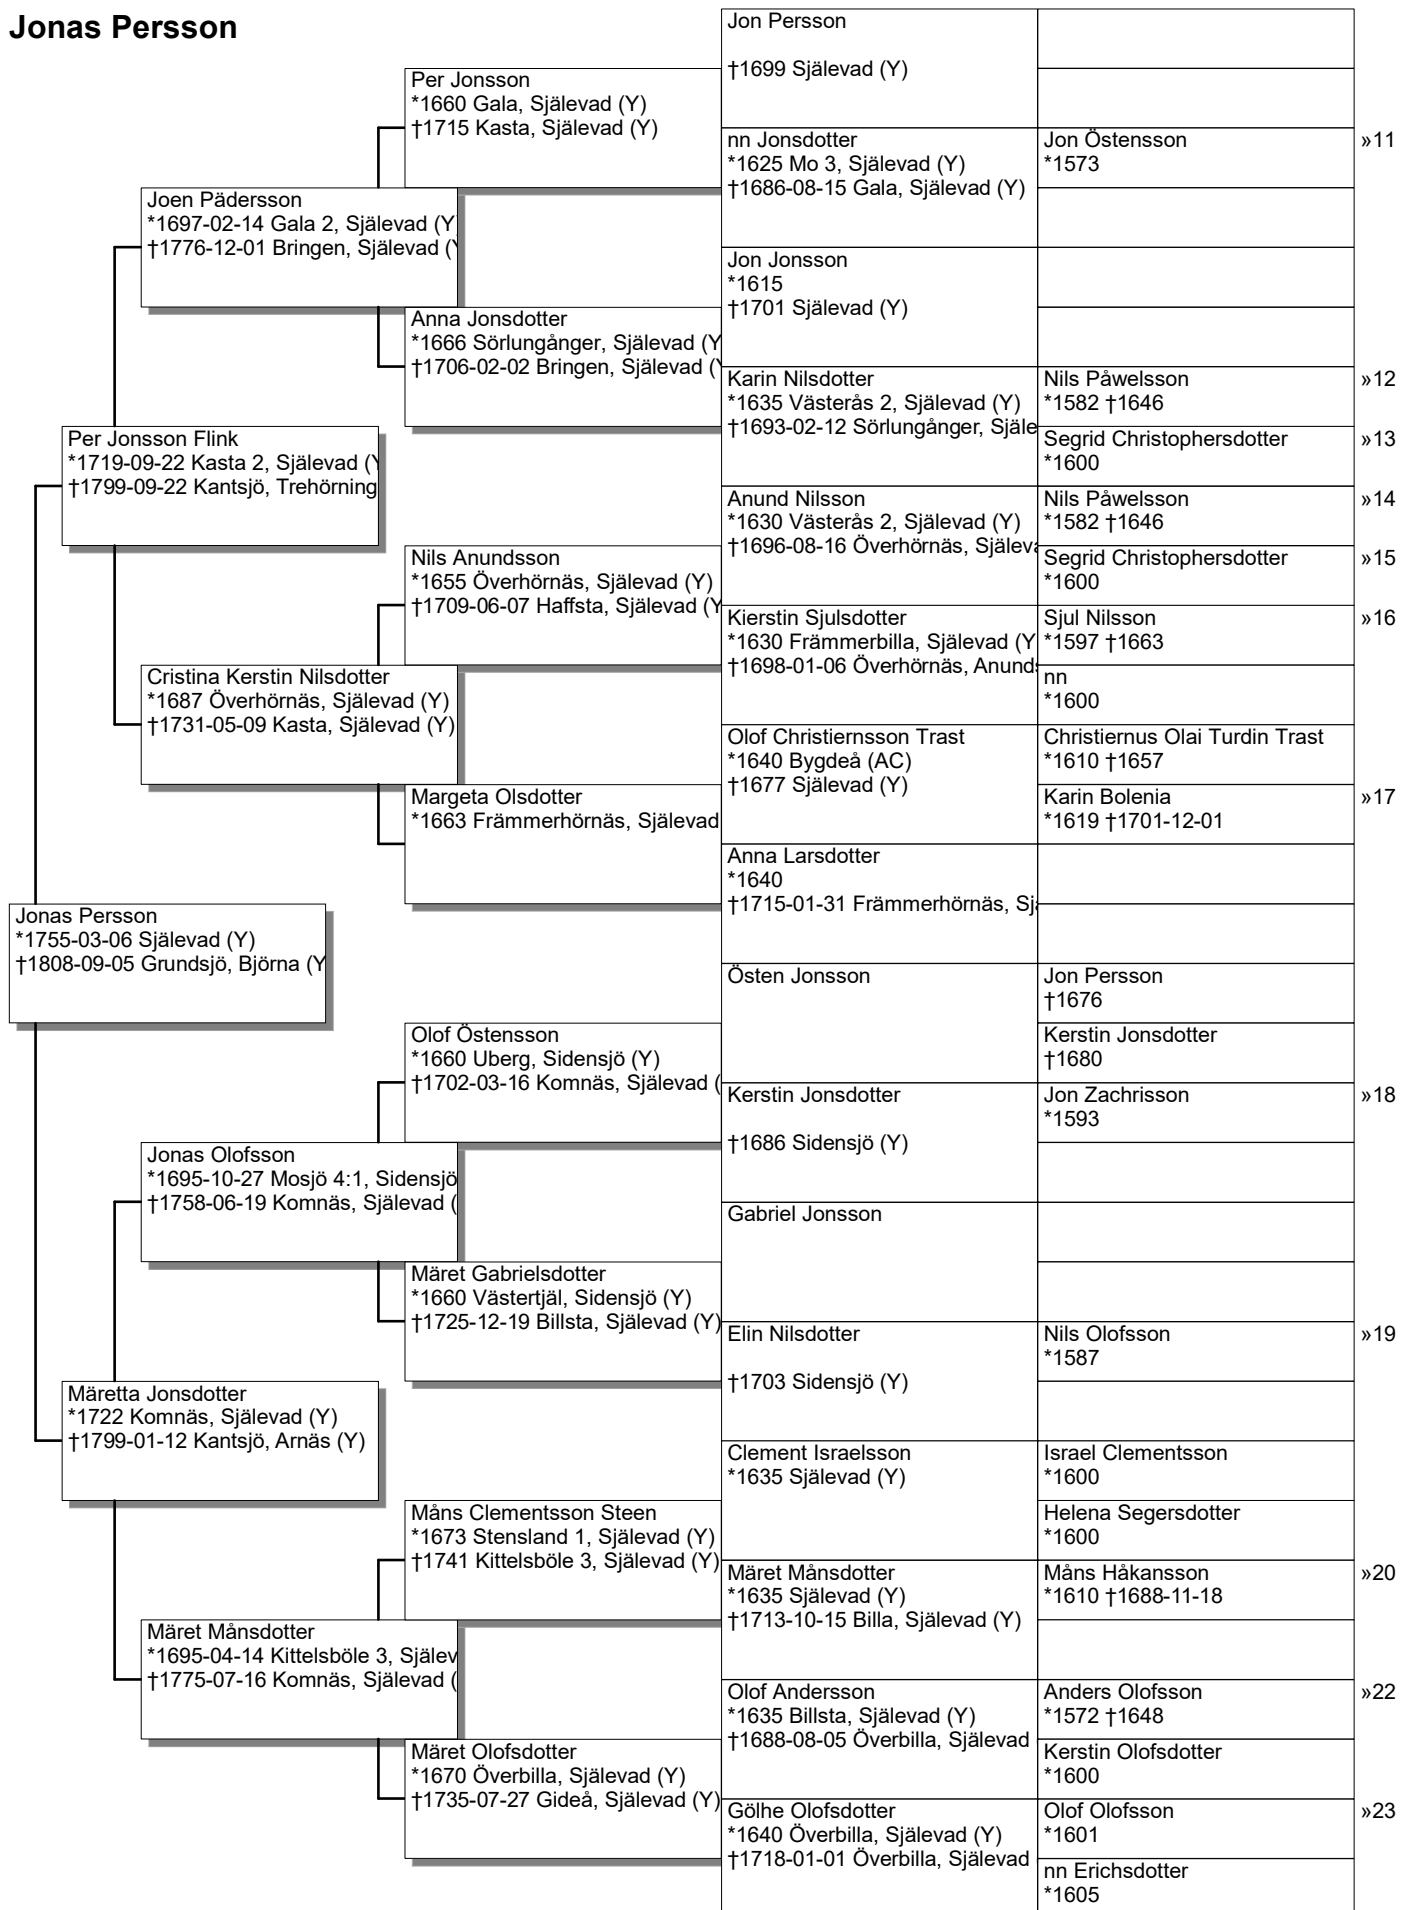 Jonas Persson
Jonas Persson
*1755-03-06 Själevad (Y)
†1808-09-05 Grundsjö, Björna (Y
Per Jonsson Flink
*1719-09-22 Kasta 2, Själevad (Y
†1799-09-22 Kantsjö, Trehörning
Märetta Jonsdotter
*1722 Komnäs, Själevad (Y)
†1799-01-12 Kantsjö, Arnäs (Y)
Joen Pädersson
*1697-02-14 Gala 2, Själevad (Y
†1776-12-01 Bringen, Själevad (Y
Cristina Kerstin Nilsdotter
*1687 Överhörnäs, Själevad (Y)
†1731-05-09 Kasta, Själevad (Y)
Jonas Olofsson
*1695-10-27 Mosjö 4:1, Sidensjö
†1758-06-19 Komnäs, Själevad (
Märet Månsdotter
*1695-04-14 Kittelsböle 3, Själev
†1775-07-16 Komnäs, Själevad (
Per Jonsson
*1660 Gala, Själevad (Y)
†1715 Kasta, Själevad (Y)
Anna Jonsdotter
*1666 Sörlungånger, Själevad (Y
†1706-02-02 Bringen, Själevad (Y
Nils Anundsson
*1655 Överhörnäs, Själevad (Y)
†1709-06-07 Haffsta, Själevad (Y
Margeta Olsdotter
*1663 Främmerhörnäs, Själevad
Olof Östensson
*1660 Uberg, Sidensjö (Y)
†1702-03-16 Komnäs, Själevad (
Märet Gabrielsdotter
*1660 Västertjäl, Sidensjö (Y)
†1725-12-19 Billsta, Själevad (Y)
Måns Clementsson Steen
*1673 Stensland 1, Själevad (Y)
†1741 Kittelsböle 3, Själevad (Y)
Märet Olofsdotter
*1670 Överbilla, Själevad (Y)
†1735-07-27 Gideå, Själevad (Y)
Jon Persson
†1699 Själevad (Y)
nn Jonsdotter
*1625 Mo 3, Själevad (Y)
†1686-08-15 Gala, Själevad (Y)
Jon Jonsson
*1615
†1701 Själevad (Y)
Karin Nilsdotter
*1635 Västerås 2, Själevad (Y)
†1693-02-12 Sörlungånger, Själe
Anund Nilsson
*1630 Västerås 2, Själevad (Y)
†1696-08-16 Överhörnäs, Själeva
Kierstin Sjulsdotter
*1630 Främmerbilla, Själevad (Y
†1698-01-06 Överhörnäs, Anunds
Olof Christiernsson Trast
*1640 Bygdeå (AC)
†1677 Själevad (Y)
Anna Larsdotter
*1640
†1715-01-31 Främmerhörnäs, Sjä
Östen Jonsson
Kerstin Jonsdotter
†1686 Sidensjö (Y)
Gabriel Jonsson
Elin Nilsdotter
†1703 Sidensjö (Y)
Clement Israelsson
*1635 Själevad (Y)
Märet Månsdotter
*1635 Själevad (Y)
†1713-10-15 Billa, Själevad (Y)
Olof Andersson
*1635 Billsta, Själevad (Y)
†1688-08-05 Överbilla, Själevad
Gölhe Olofsdotter
*1640 Överbilla, Själevad (Y)
†1718-01-01 Överbilla, Själevad
Jon Östensson
*1573
»11
Nils Påwelsson
*1582 †1646
»12
Segrid Christophersdotter
*1600
»13
Nils Påwelsson
*1582 †1646
»14
Segrid Christophersdotter
*1600
»15
Sjul Nilsson
*1597 †1663
»16
nn
*1600
Christiernus Olai Turdin Trast
*1610 †1657
Karin Bolenia
*1619 †1701-12-01
»17
Jon Persson
†1676
Kerstin Jonsdotter
†1680
Jon Zachrisson
*1593
»18
Nils Olofsson
*1587
»19
Israel Clementsson
*1600
Helena Segersdotter
*1600
Måns Håkansson
*1610 †1688-11-18
»20
Anders Olofsson
*1572 †1648
»22
Kerstin Olofsdotter
*1600
Olof Olofsson
*1601
»23
nn Erichsdotter
*1605